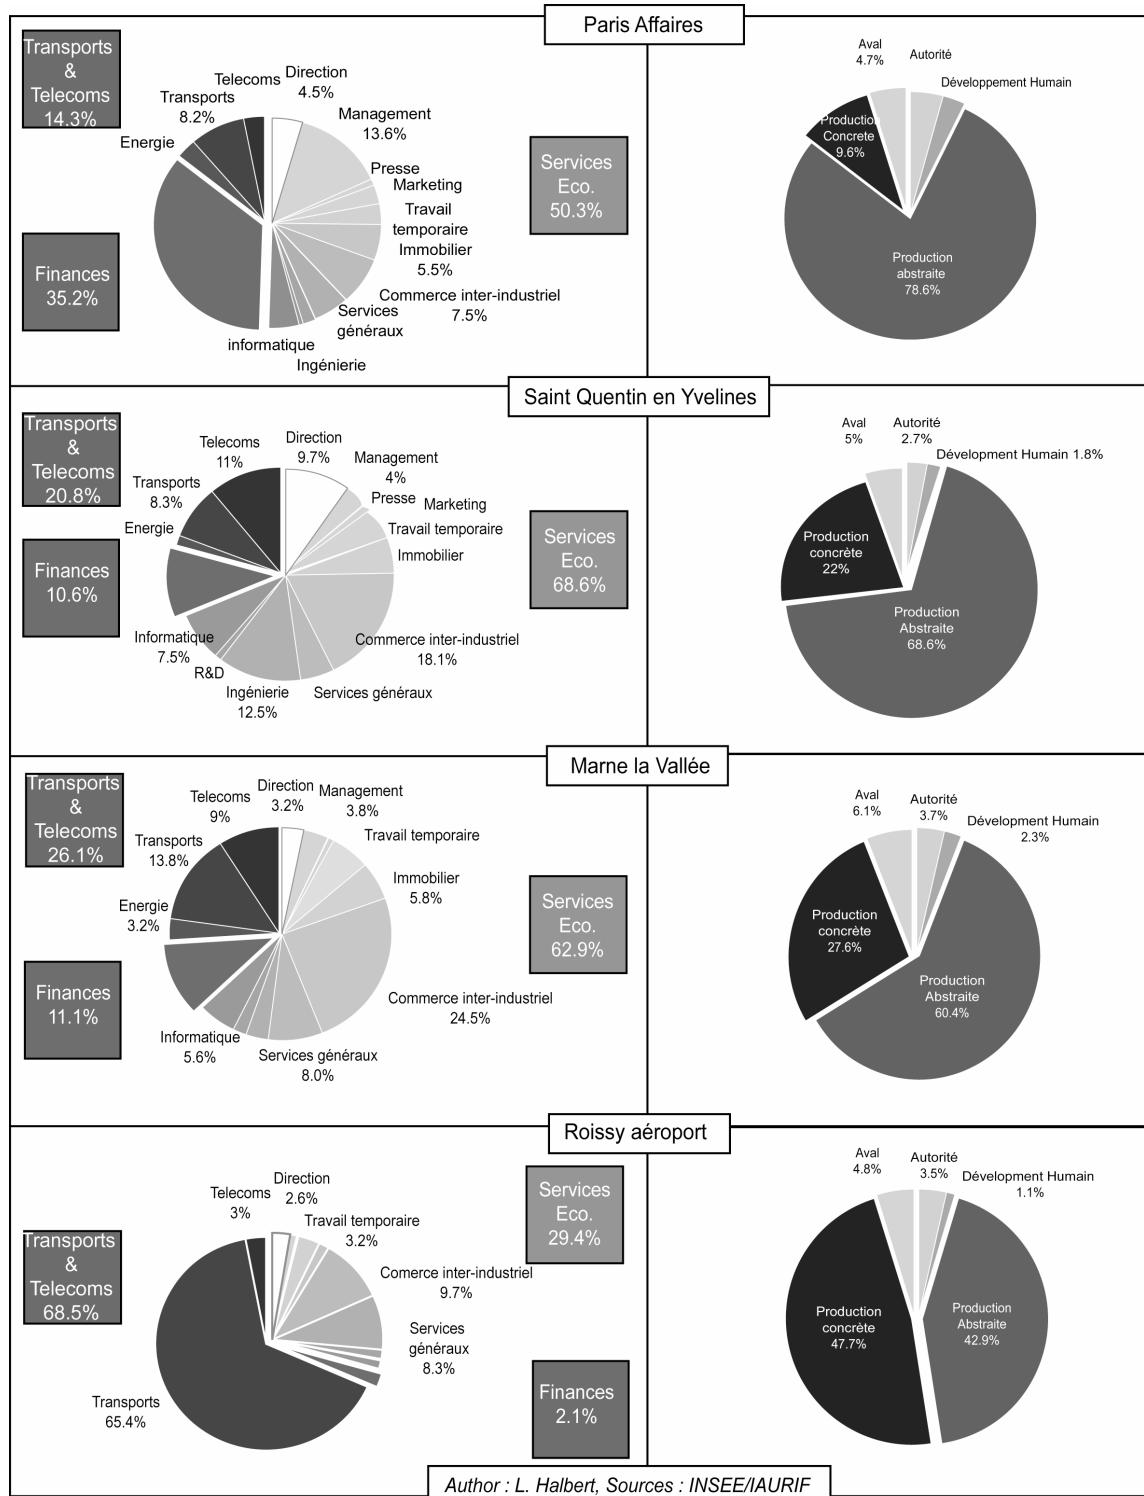 Paris Affaires
Transports
&
Telecoms
14.3%
Telecoms
Direction
4.5%
Transports
8.2%
Management
13.6%
Energie
Presse
Marketing
Travail
temporaire
Immobilier
5.5%
Commerce inter-industriel
7.5%
Services
généraux
informatique
Ingénierie
Finances
35.2%
Services
Eco.
50.3%
Aval
4.7%
Autorité
Développement Humain
Production
Concrete
9.6%
Production
abstraite
78.6%
Saint Quentin en Yvelines
Transports
&
Telecoms
20.8%
Telecoms
11%
Direction
9.7%
Management
4%
Transports
8.3%
Presse
Marketing
Energie
Travail temporaire
Immobilier
Finances
10.6%
Services
Eco.
68.6%
Informatique
7.5%
Commerce inter-industriel
18.1%
R&D
Ingénierie
12.5%
Services généraux
Aval
5%
Autorité
2.7%
Dévelopment Humain 1.8%
Production
concrète
22%
Production
Abstraite
68.6%
Marne la Vallée
Transports
&
Telecoms
26.1%
Telecoms
9%
Direction
3.2%
Management
3.8%
Transports
13.8%
Travail temporaire
Immobilier
5.8%
Energie
3.2%
Services
Eco.
62.9%
Finances
11.1%
Commerce inter-industriel
24.5%
Informatique
5.6%
Services généraux
8.0%
Aval
6.1%
Autorité
3.7%
Dévelopment Humain
2.3%
Production
concrète
27.6%
Production
Abstraite
60.4%
Roissy aéroport
Transports
&
Telecoms
68.5%
Telecoms
3%
Direction
2.6%
Travail temporaire
3.2%
Comerce inter-industriel
9.7%
Services
généraux
8.3%
Transports
65.4%
Services
Eco.
29.4%
Finances
2.1%
Aval
4.8%
Autorité
3.5%
Dévelopment Humain
1.1%
Production
concrète
47.7%
Production
Abstraite
42.9%
Author : L. Halbert, Sources : INSEE/IAURIF